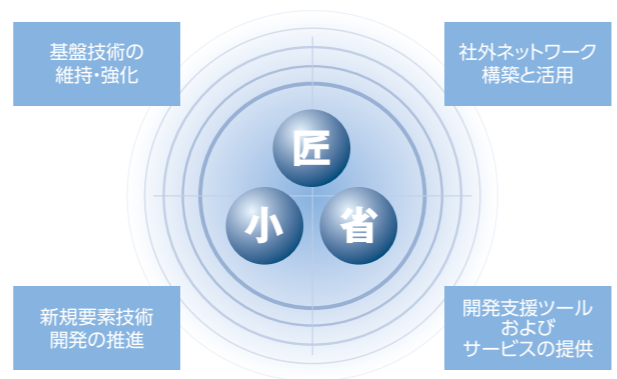 基盤技術の
維持・強化
社外ネットワーク
構築と活用
匠
小
省
新規要素技術
開発の推進
開発支援ツール
および
サービスの提供